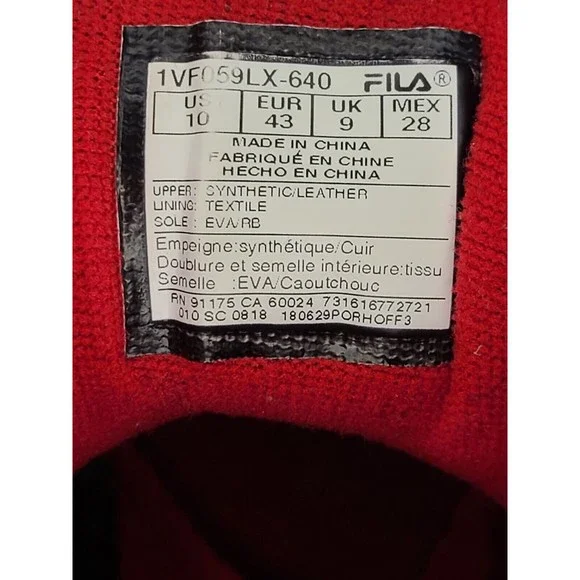 1VF059LX-640 FILA®
US EUR UK MEX
10 43 9 28
MADE IN CHINA
FABRIQUÉ EN CHINE
HECHO EN CHINA
UPPER: SYNTHETIC/LEATHER
LINING: TEXTILE
SOLE: EVA/RB
Empeigne:synthétique/Cuir
Doublure et semelle intérieure:tissu
Semelle :EVA/Caoutchouc
RN 91175 CA 60024 731616772721
010 SC 0818 180629PORHOFF3